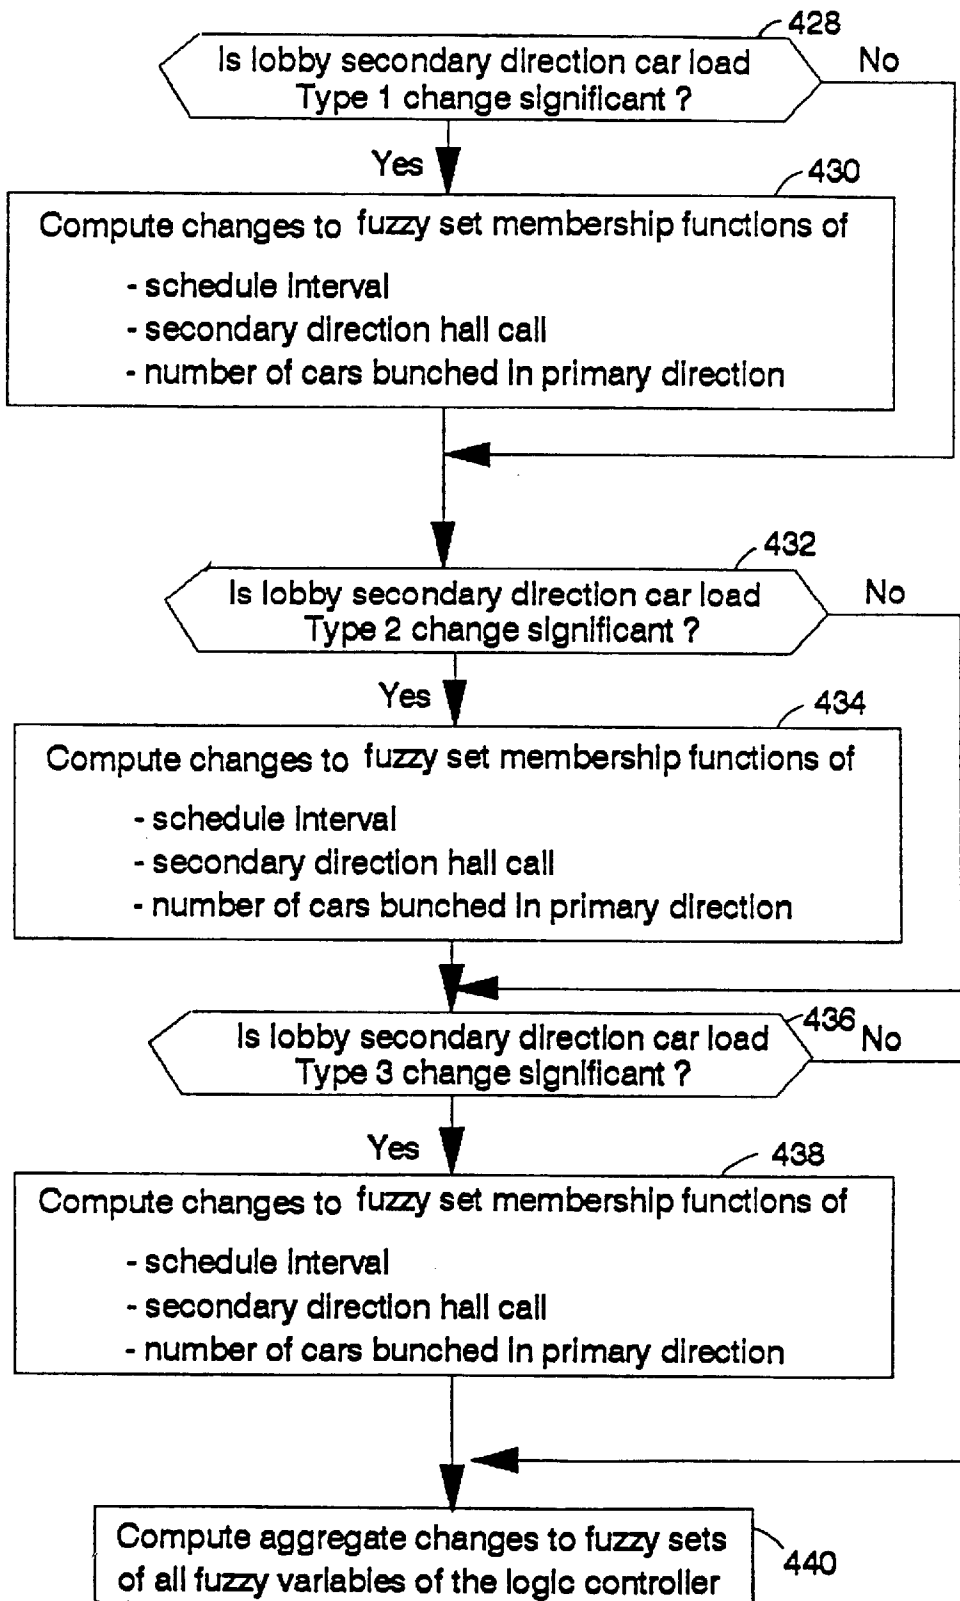 428
Is lobby secondary direction car load
Type 1 change significant ?
No
Yes
430
Compute changes to fuzzy set membership functions of
- schedule interval
- secondary direction hall call
- number of cars bunched in primary direction
432
Is lobby secondary direction car load
Type 2 change significant ?
No
Yes
434
Compute changes to fuzzy set membership functions of
- schedule interval
- secondary direction hall call
- number of cars bunched in primary direction
436
Is lobby secondary direction car load
Type 3 change significant ?
No
Yes
438
Compute changes to fuzzy set membership functions of
- schedule interval
- secondary direction hall call
- number of cars bunched in primary direction
Compute aggregate changes to fuzzy sets
of all fuzzy variables of the logic controller
440